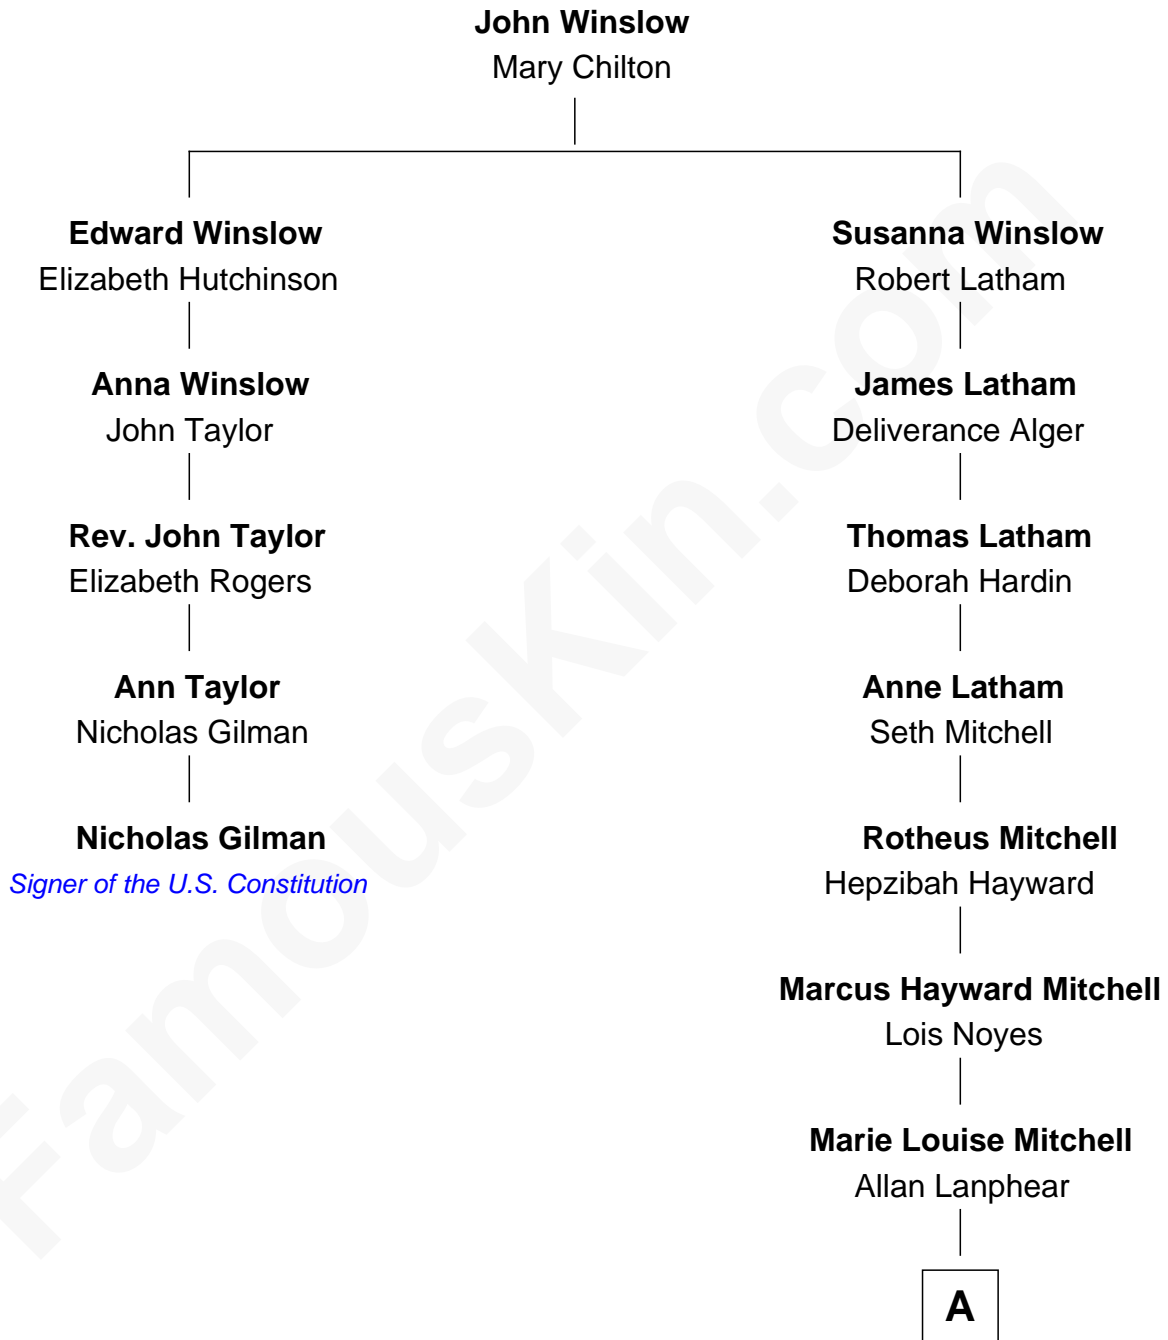 John Winslow
Mary Chilton
Edward Winslow
Elizabeth Hutchinson
Anna Winslow
John Taylor
Rev. John Taylor
Elizabeth Rogers
Ann Taylor
Nicholas Gilman
Nicholas Gilman
Signer of the U.S. Constitution
Susanna Winslow
Robert Latham
James Latham
Deliverance Alger
Thomas Latham
Deborah Hardin
Anne Latham
Seth Mitchell
Rotheus Mitchell
Hepzibah Hayward
Marcus Hayward Mitchell
Lois Noyes
Marie Louise Mitchell
Allan Lanphear
A
FamousKin.com